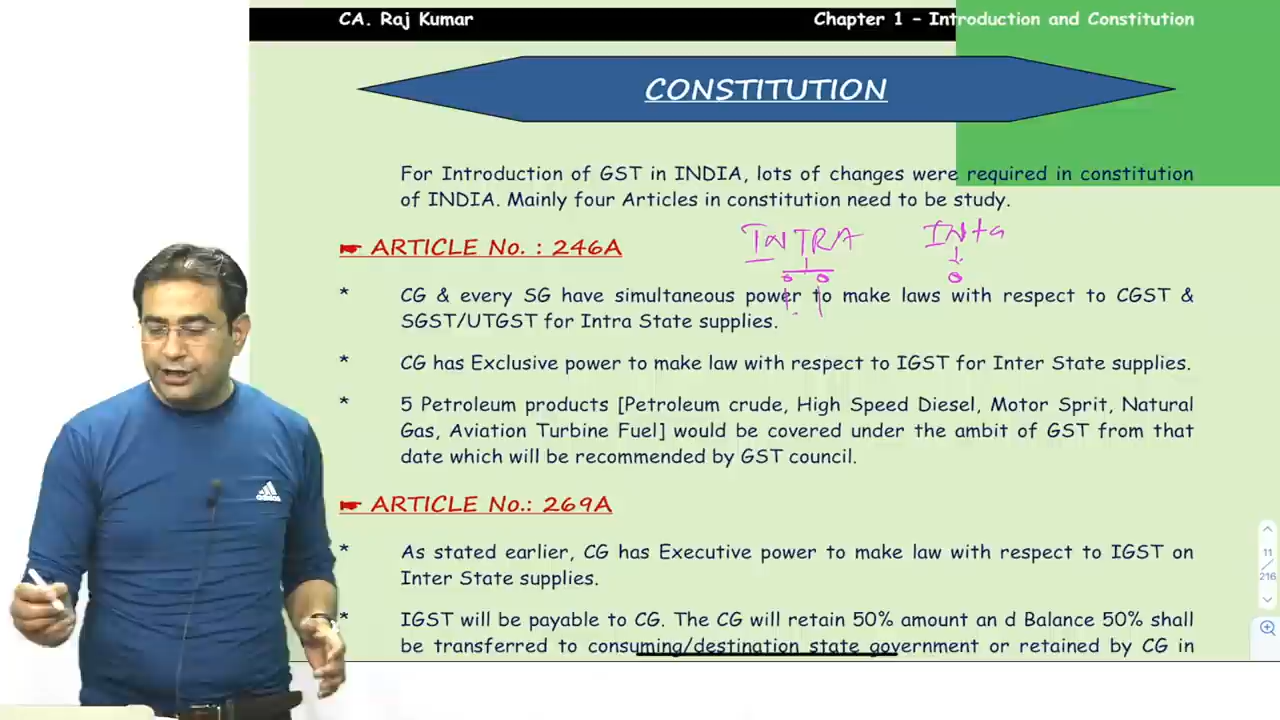 CA. Raj Kumar
Chapter 1 – Introduction and Constitution
CONSTITUTION
For Introduction of GST in INDIA, lots of changes were required in constitution
of INDIA. Mainly four Articles in constitution need to be study.
INTRA
☛ ARTICLE No. : 246A
* CG & every SG have simultaneous power to make laws with respect to CGST &
SGST/UTGST for Intra State supplies.
* CG has Exclusive power to make law with respect to IGST for Inter State supplies.
* 5 Petroleum products [Petroleum crude, High Speed Diesel, Motor Sprit, Natural
Gas, Aviation Turbine Fuel] would be covered under the ambit of GST from that
date which will be recommended by GST council.
☛ ARTICLE No.: 269A
* As stated earlier, CG has Executive power to make law with respect to IGST on
Inter State supplies.
* IGST will be payable to CG. The CG will retain 50% amount an d Balance 50% shall
be transferred to consuming/destination state government or retained by CG in
adidas
11
/
216